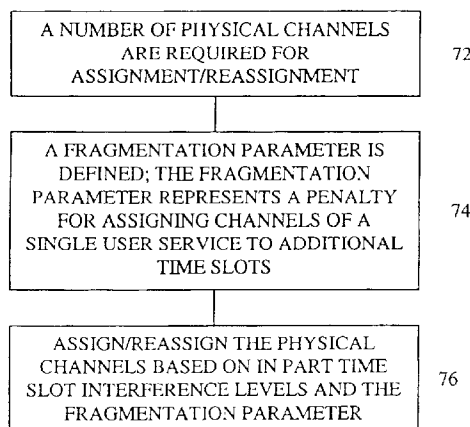 A NUMBER OF PHYSICAL CHANNELS
ARE REQUIRED FOR
ASSIGNMENT/REASSIGNMENT
72
A FRAGMENTATION PARAMETER IS
DEFINED; THE FRAGMENTATION
PARAMETER REPRESENTS A PENALTY
FOR ASSIGNING CHANNELS OF A
SINGLE USER SERVICE TO ADDITIONAL
TIME SLOTS
74
ASSIGN/REASSIGN THE PHYSICAL
CHANNELS BASED ON IN PART TIME
SLOT INTERFERENCE LEVELS AND THE
FRAGMENTATION PARAMETER
76